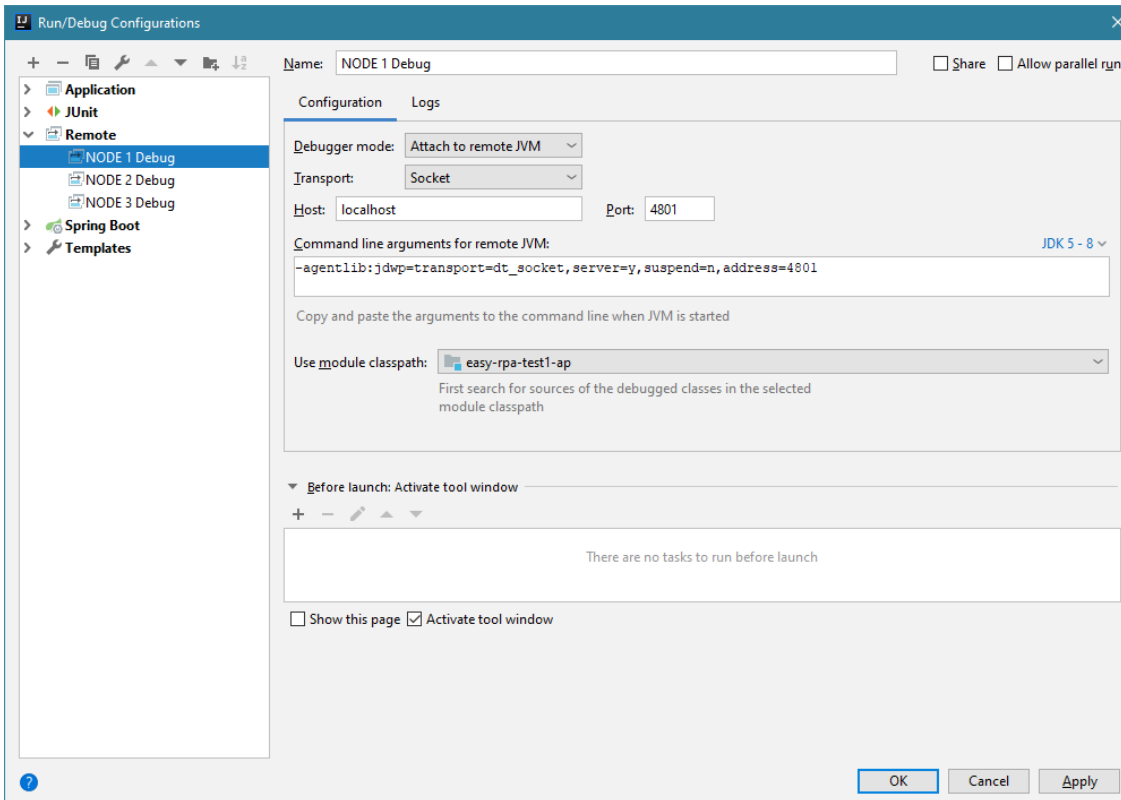 Run/Debug Configurations
Name: NODE 1 Debug
Share
Allow parallel run
Application
JUnit
Remote
NODE 1 Debug
NODE 2 Debug
NODE 3 Debug
Spring Boot
Templates
Configuration Logs
Debugger mode: Attach to remote JVM
Transport: Socket
Host: localhost Port: 4801
Command line arguments for remote JVM: JDK 5 - 8
-agentlib:jdwp=transport=dt_socket,server=y,suspend=n,address=4801
Copy and paste the arguments to the command line when JVM is started
Use module classpath: easy-rpa-test1-ap
First search for sources of the debugged classes in the selected
module classpath
Before launch: Activate tool window
There are no tasks to run before launch
Show this page Activate tool window
OK Cancel Apply